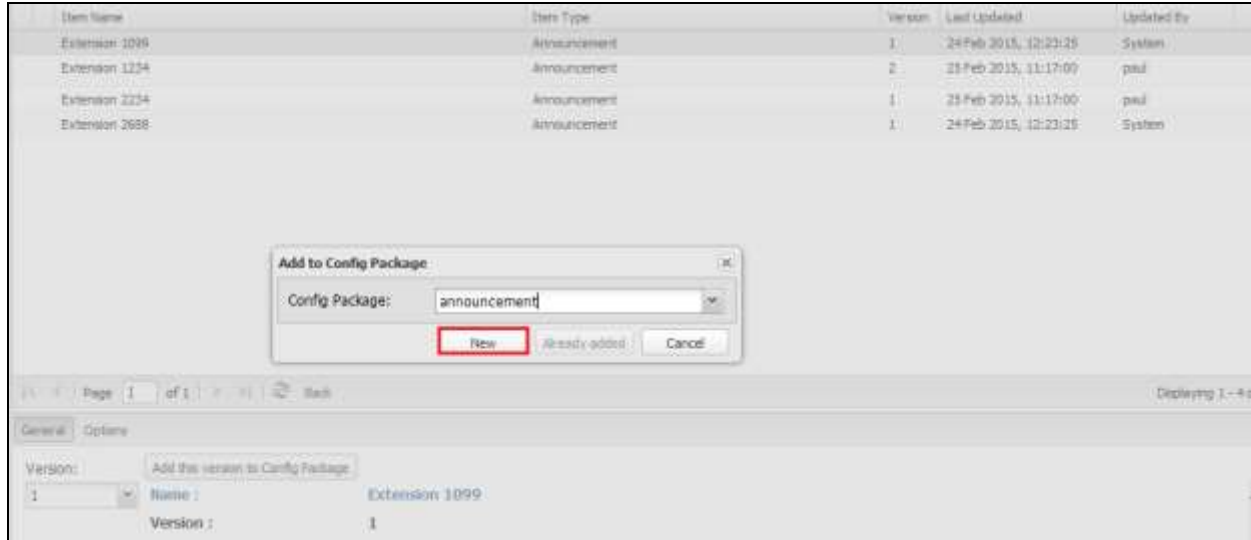 Item Name Item Type Version Last Updated Updated By
Extension 1099 Announcement 1 24 Feb 2015, 12:23:25 System
Extension 1234 Announcement 2 25 Feb 2015, 11:17:00 paul
Extension 2234 Announcement 1 25 Feb 2015, 11:17:00 paul
Extension 2688 Announcement 1 24 Feb 2015, 12:23:25 System
Add to Config Package
Config Package: announcement
New Already added Cancel
Page 1 of 1 Back Displaying 1 - 4
General Options
Version: Add this version to Config Package
1 Name : Extension 1099
Version : 1